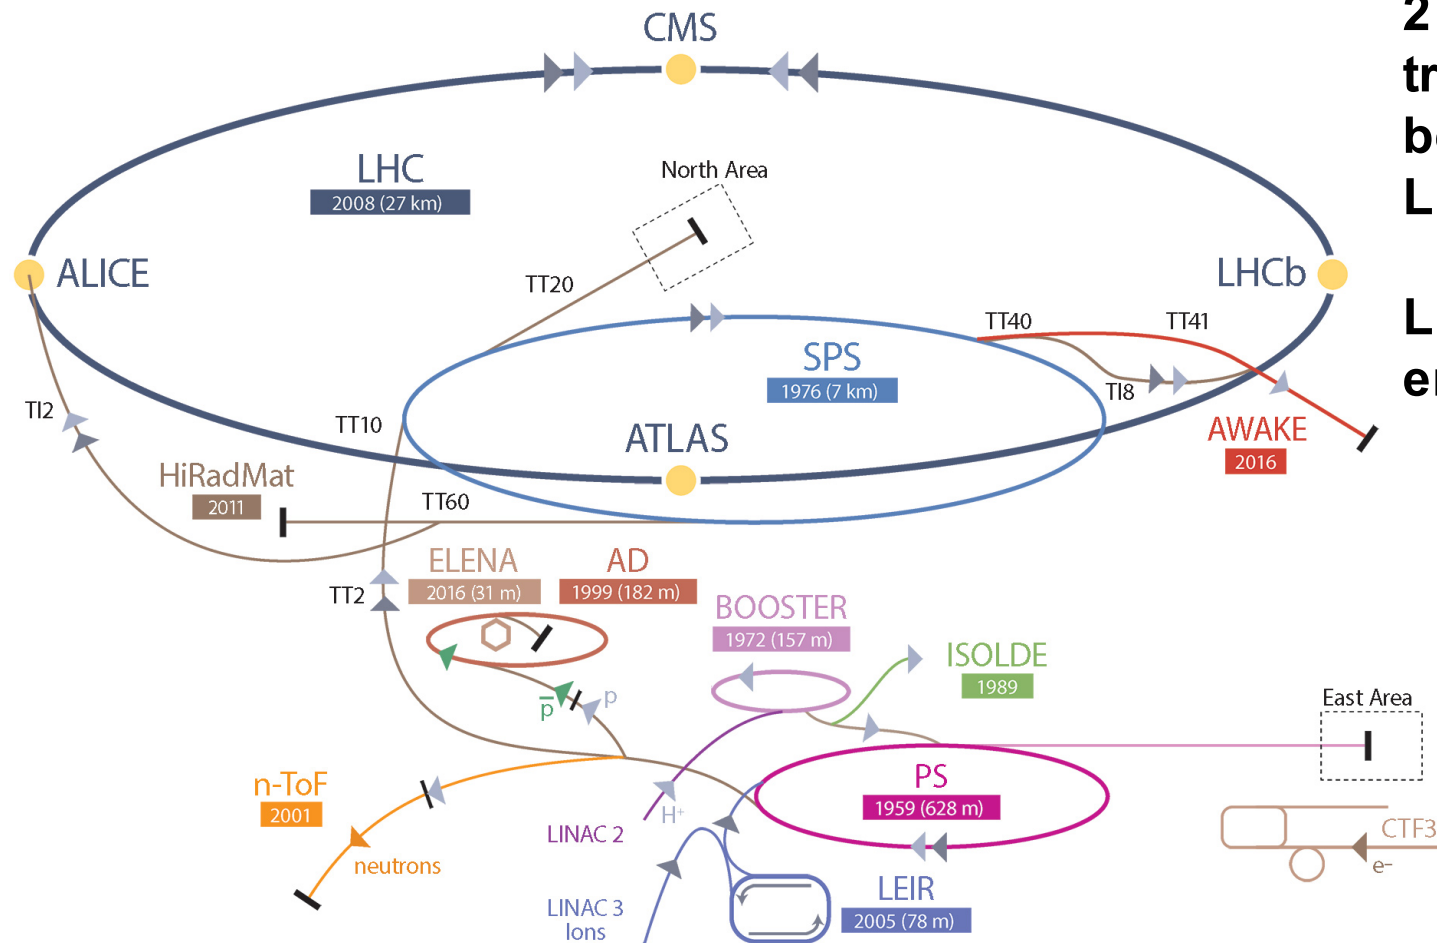 CMS
2
tr
LHC
2008 (27 km)
North Area
L
ALICE
TT20
LHCb
TT40
TT41
L
SPS
1976 (7 km)
TI8
TI2
TT10
ATLAS
AWAKE
2016
HiRadMat
2011
TT60
ELENA
2016 (31 m)
AD
1999 (182 m)
TT2
BOOSTER
1972 (157 m)
ISOLDE
1989
p̅
p
East Area
n-ToF
2001
PS
1959 (628 m)
H⁺
LINAC 2
CTF3
e⁻
neutrons
LEIR
2005 (78 m)
LINAC 3
Ions